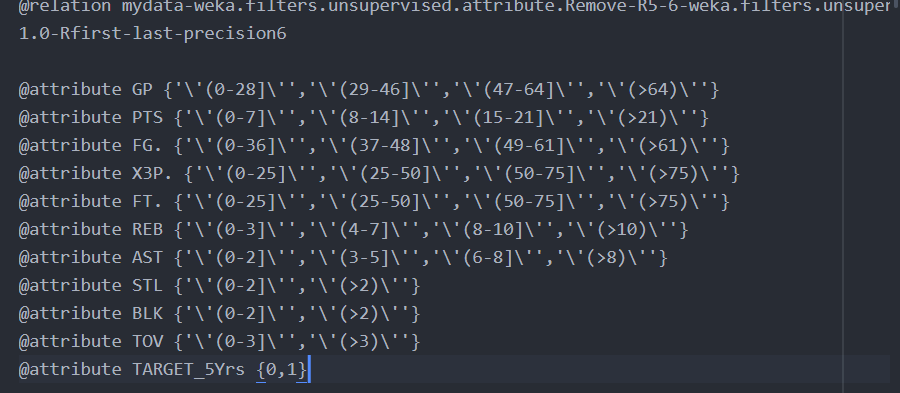 @relation mydata-weka.filters.unsupervised.attribute.Remove-R5-6-weka.filters.unsuper
1.0-Rfirst-last-precision6
@attribute GP {'\'(0-28]\'','\'(29-46]\'','\'(47-64]\'','\'(>64)\''}
@attribute PTS {'\'(0-7]\'','\'(8-14]\'','\'(15-21]\'','\'(>21)\''}
@attribute FG. {'\'(0-36]\'','\'(37-48]\'','\'(49-61]\'','\'(>61)\''}
@attribute X3P. {'\'(0-25]\'','\'(25-50]\'','\'(50-75]\'','\'(>75)\''}
@attribute FT. {'\'(0-25]\'','\'(25-50]\'','\'(50-75]\'','\'(>75)\''}
@attribute REB {'\'(0-3]\'','\'(4-7]\'','\'(8-10]\'','\'(>10)\''}
@attribute AST {'\'(0-2]\'','\'(3-5]\'','\'(6-8]\'','\'(>8)\''}
@attribute STL {'\'(0-2]\'','\'(>2)\''}
@attribute BLK {'\'(0-2]\'','\'(>2)\''}
@attribute TOV {'\'(0-3]\'','\'(>3)\''}
@attribute TARGET_5Yrs {0,1}